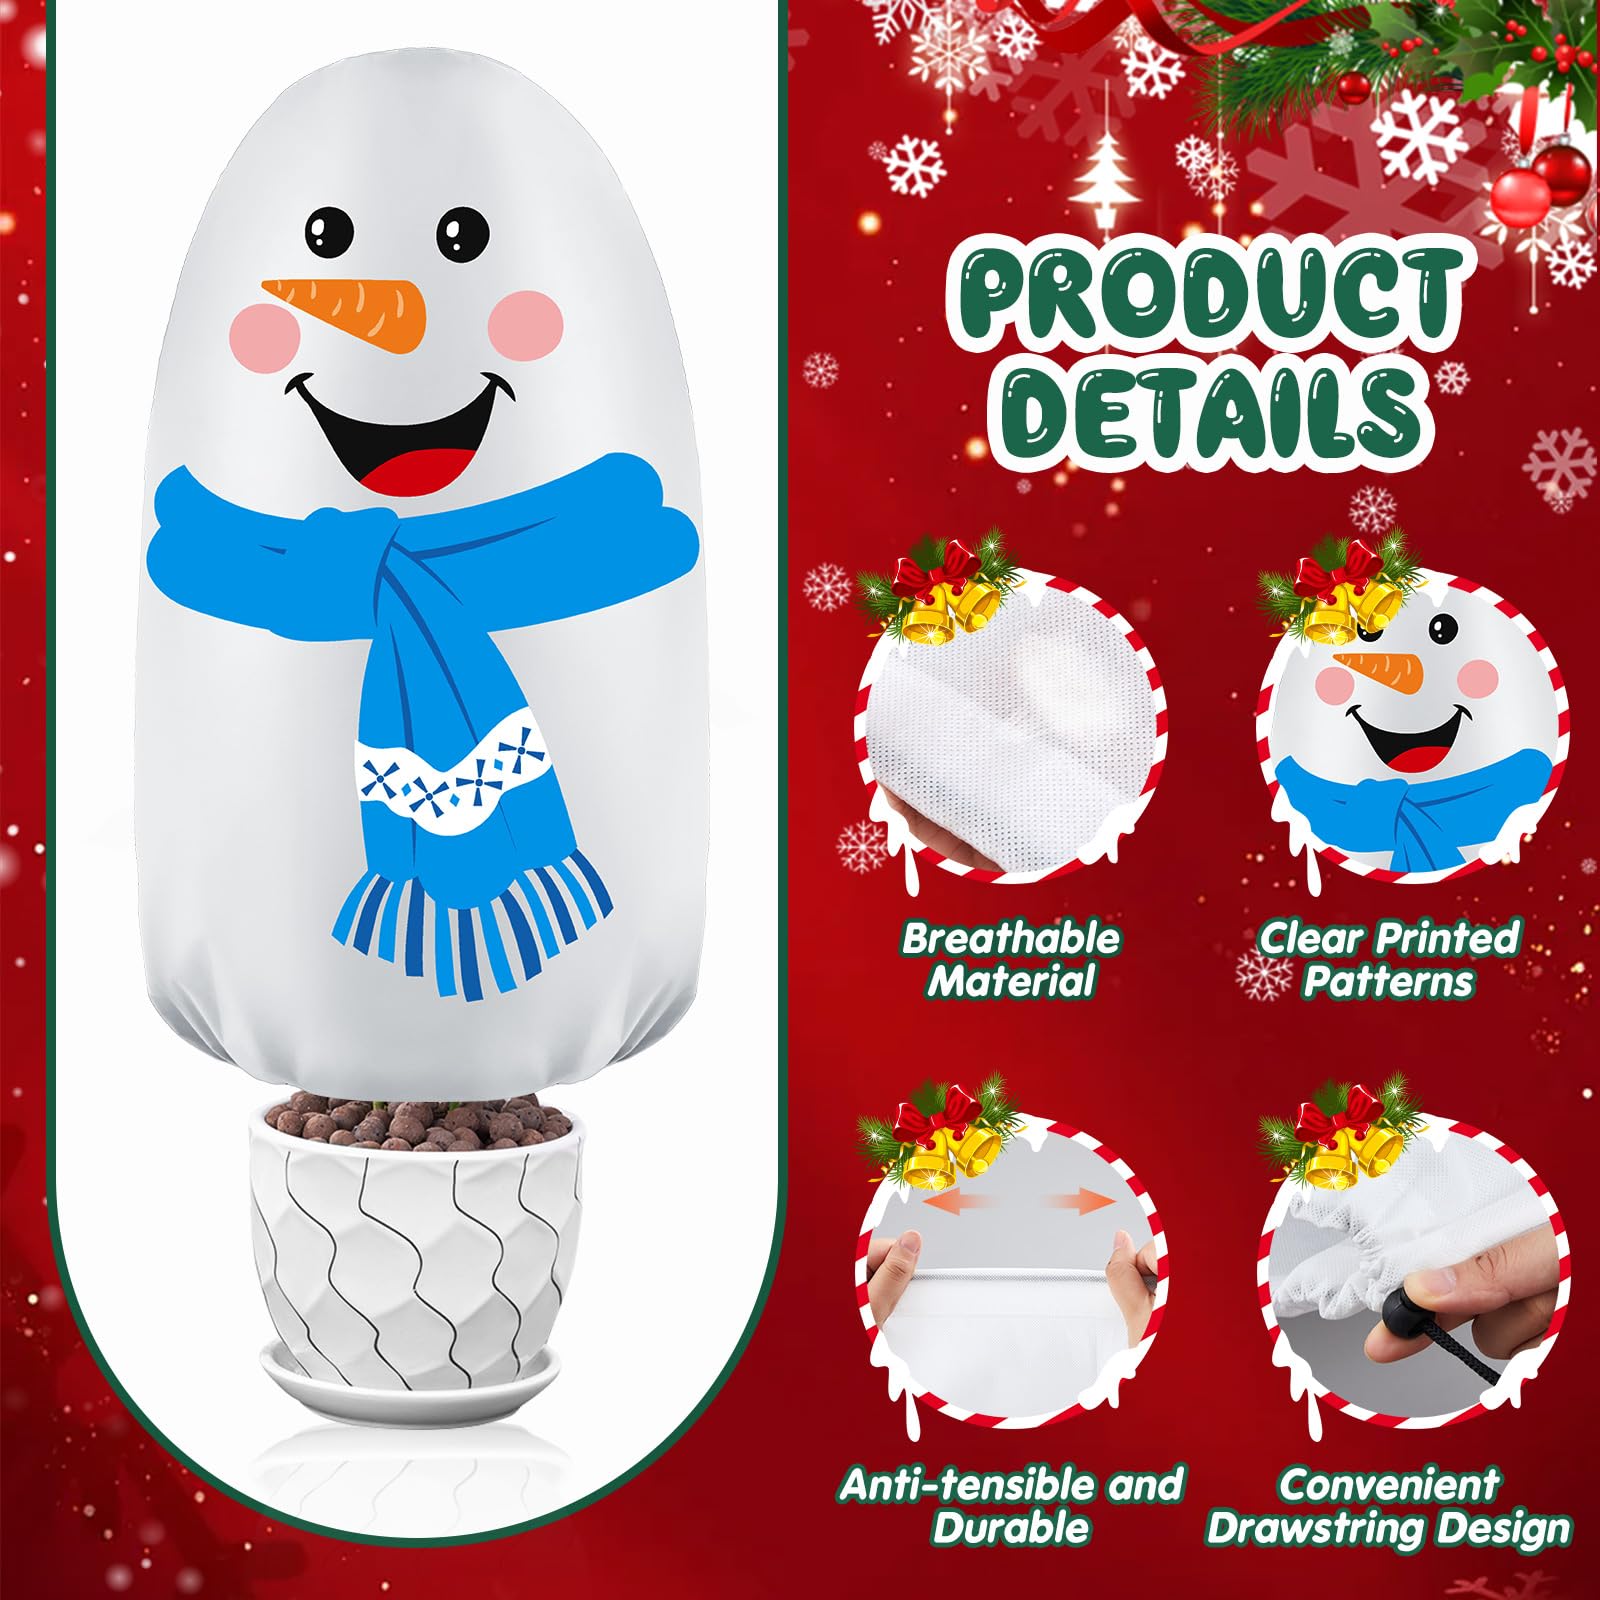 PRODUCT
DETAILS
Breathable
Material
Clear Printed
Patterns
Anti-tensible and
Durable
Convenient
Drawstring Design